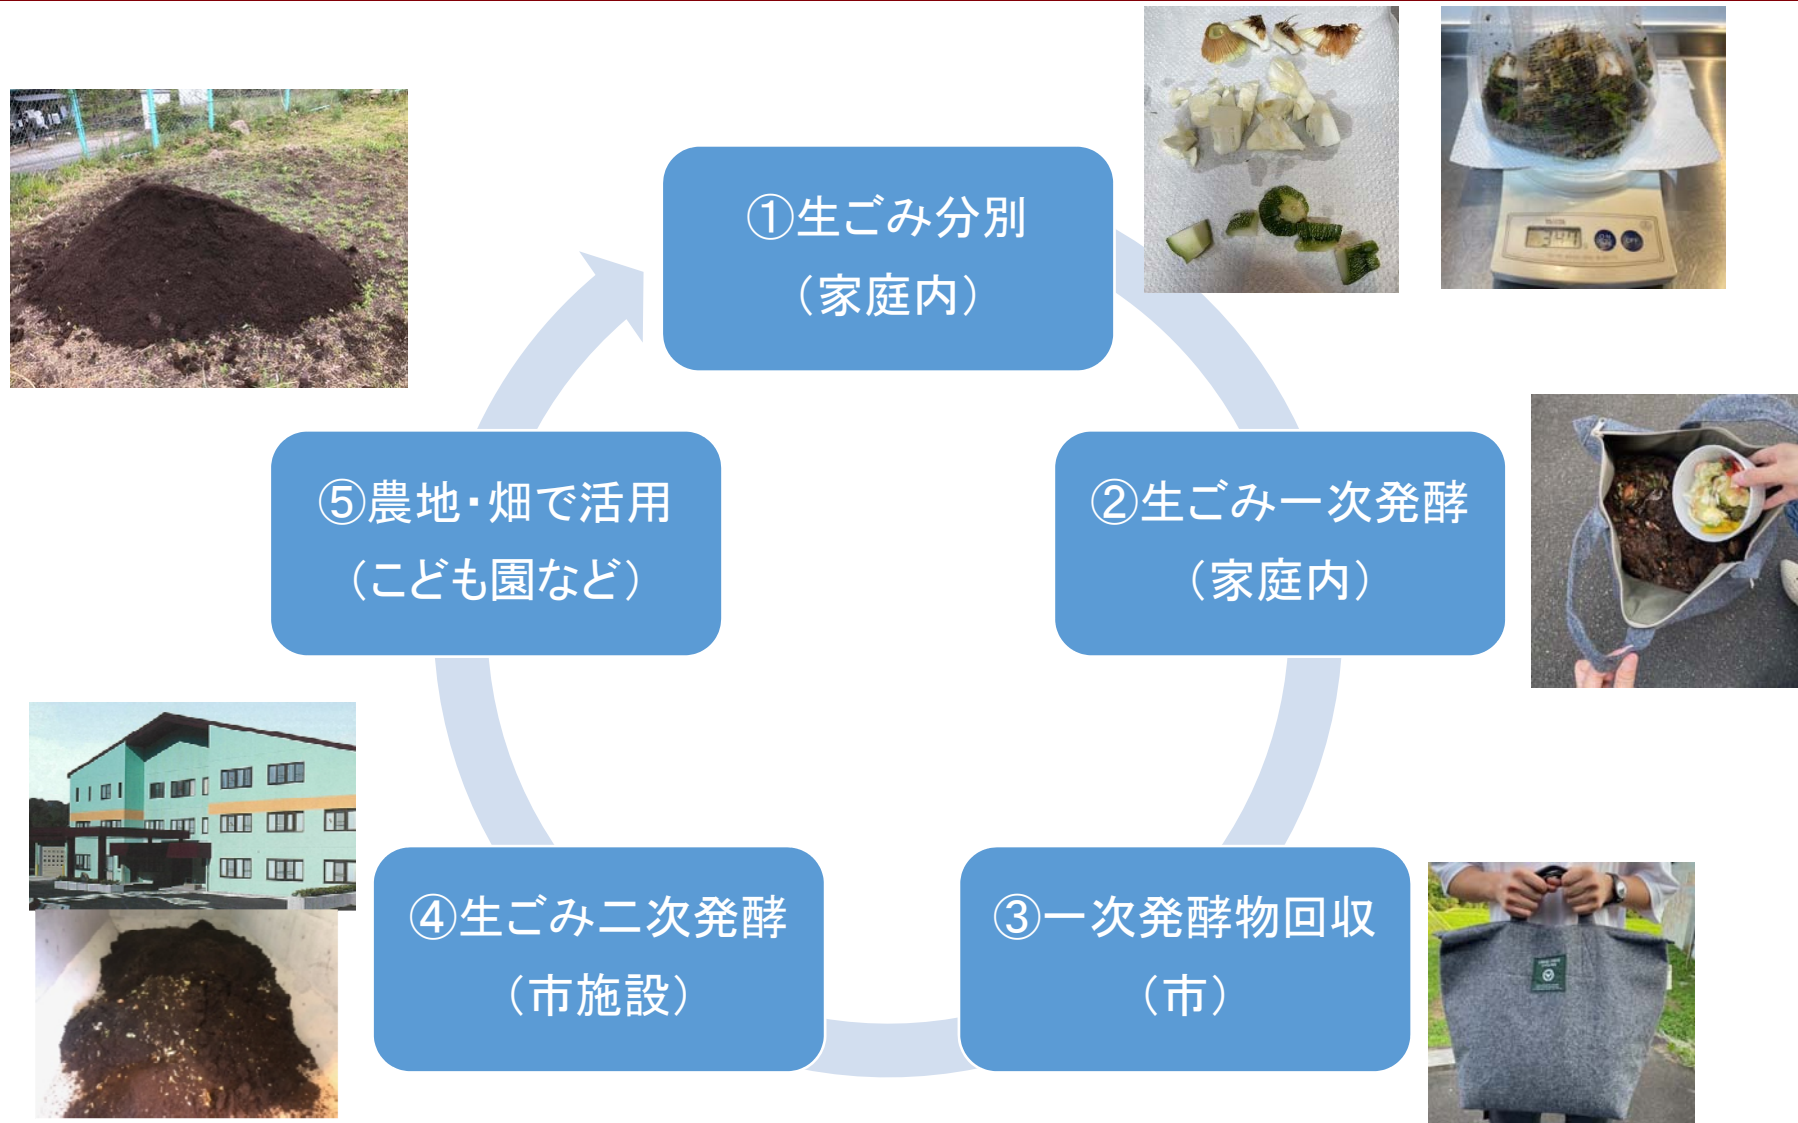 ①生ごみ分別
（家庭内）
②生ごみ一次発酵
（家庭内）
③一次発酵物回収
（市）
④生ごみ二次発酵
（市施設）
⑤農地・畑で活用
（こども園など）